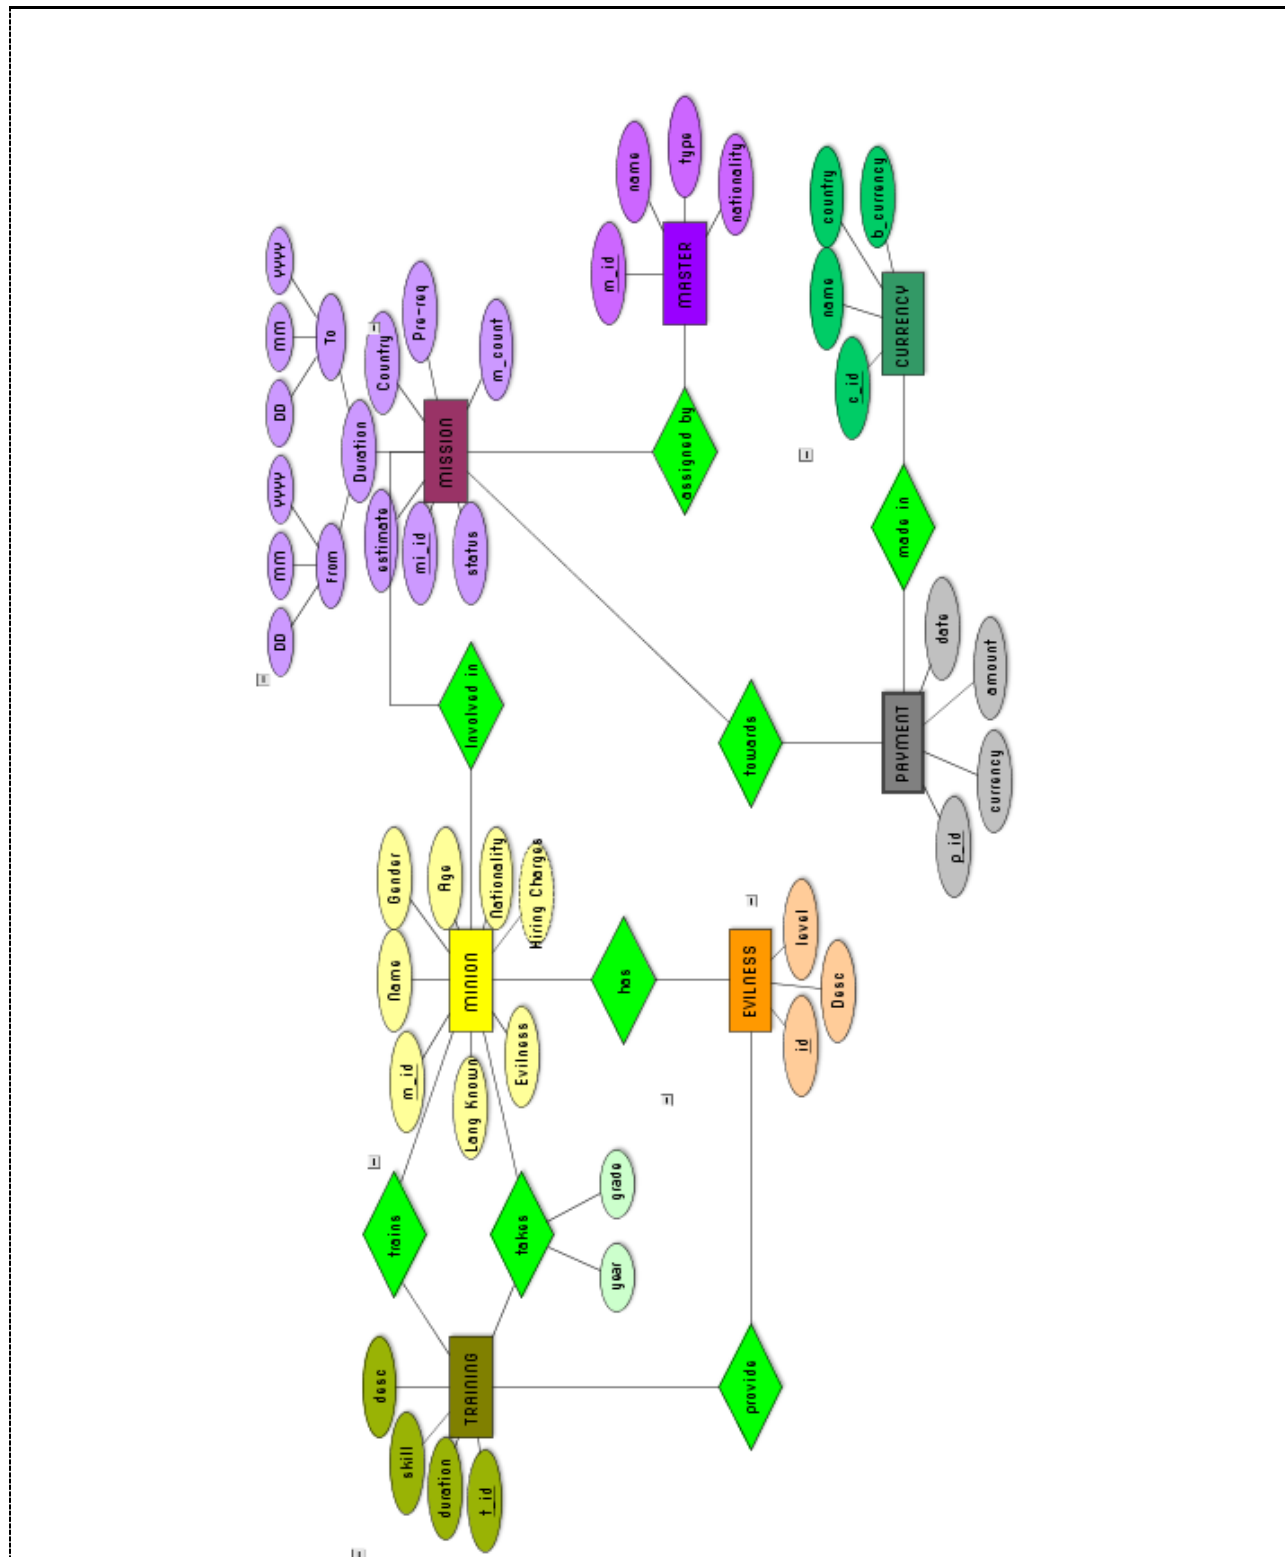 YYYY
MM
DD
To
YYYY
MM
DD
From
Duration
Country
Pre-req
m_count
estimate
mi_id
status
MISSION
name
type
nationality
m_id
MASTER
assigned by
country
b_currency
name
c_id
CURRENCY
made in
date
amount
currency
p_id
PAYMENT
towards
Involved in
Gender
Age
Nationality
Hiring Charges
Name
m_id
Lang Known
Evilness
MINION
has
level
Desc
id
EVILNESS
trains
takes
grade
year
desc
skill
duration
t_id
TRAINING
provide